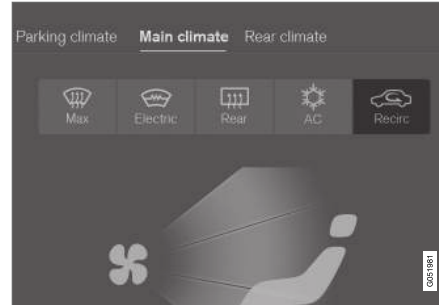 Parking climate Main climate Rear climate
Max Electric Rear AC Recirc
G051981